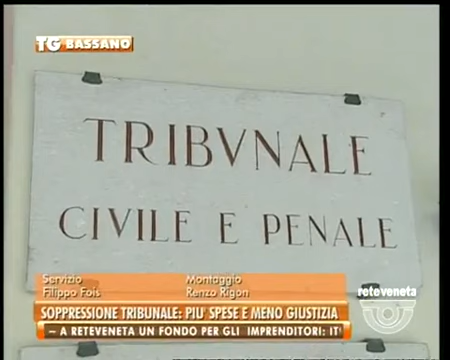 TG BASSANO
TRIBVNALE
CIVILE E PENALE
Servizio Montaggio
Filippo Fois Renzo Rigon
reteveneta
SOPPRESSIONE TRIBUNALE: PIU' SPESE E MENO GIUSTIZIA
– A RETEVENETA UN FONDO PER GLI IMPRENDITORI: IT